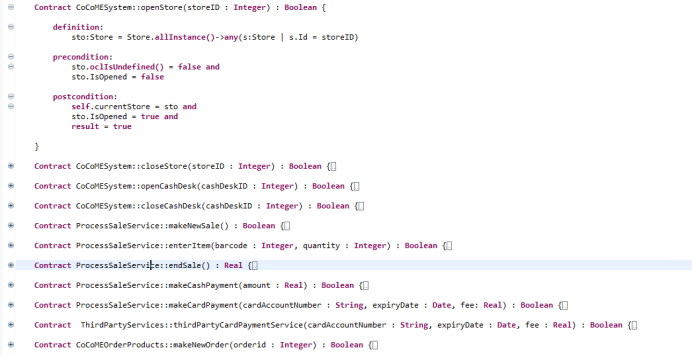 Contract CoCoMESystem::openStore(storeID : Integer) : Boolean {
definition:
sto:Store = Store.allInstance()->any(s:Store | s.Id = storeID)
precondition:
sto.oclIsUndefined() = false and
sto.IsOpened = false
postcondition:
self.currentStore = sto and
sto.IsOpened = true and
result = true
}
Contract CoCoMESystem::closeStore(storeID : Integer) : Boolean {
Contract CoCoMESystem::openCashDesk(cashDeskID : Integer) : Boolean {
Contract CoCoMESystem::closeCashDesk(cashDeskID : Integer) : Boolean {
Contract ProcessSaleService::makeNewSale() : Boolean {
Contract ProcessSaleService::enterItem(barcode : Integer, quantity : Integer) : Boolean {
Contract ProcessSaleService::endSale() : Real {
Contract ProcessSaleService::makeCashPayment(amount : Real) : Boolean {
Contract ProcessSaleService::makeCardPayment(cardAccountNumber : String, expiryDate : Date, fee: Real) : Boolean {
Contract  ThirdPartyServices::thirdPartyCardPaymentService(cardAccountNumber : String, expiryDate : Date, fee : Real) : Boolean {
Contract CoCoMEOrderProducts::makeNewOrder(orderid : Integer) : Boolean {